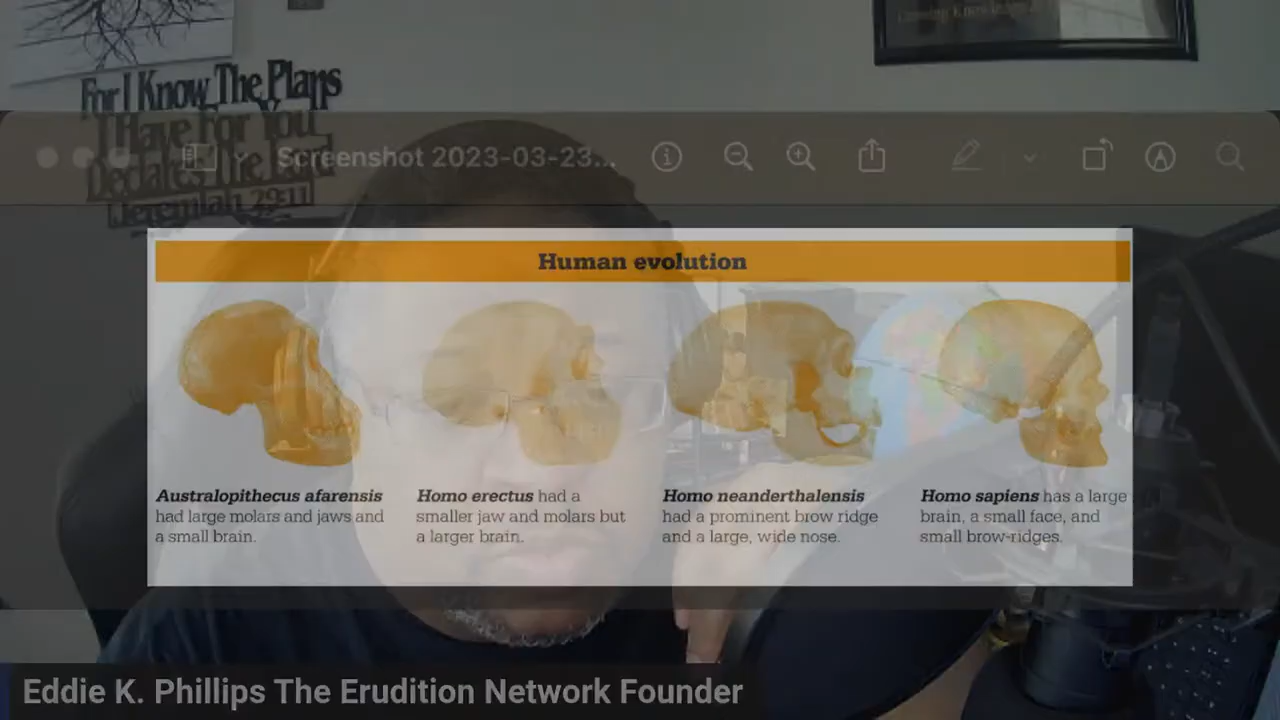 For I Know The Plans
I Have For You
Declares The Lord
Jeremiah 29:11
Screenshot 2023-03-23...
Human evolution
Australopithecus afarensis
had large molars and jaws and
a small brain.
Homo erectus had a
smaller jaw and molars but
a larger brain.
Homo neanderthalensis
had a prominent brow ridge
and a large, wide nose.
Homo sapiens has a large
brain, a small face, and
small brow-ridges.
Eddie K. Phillips The Erudition Network Founder